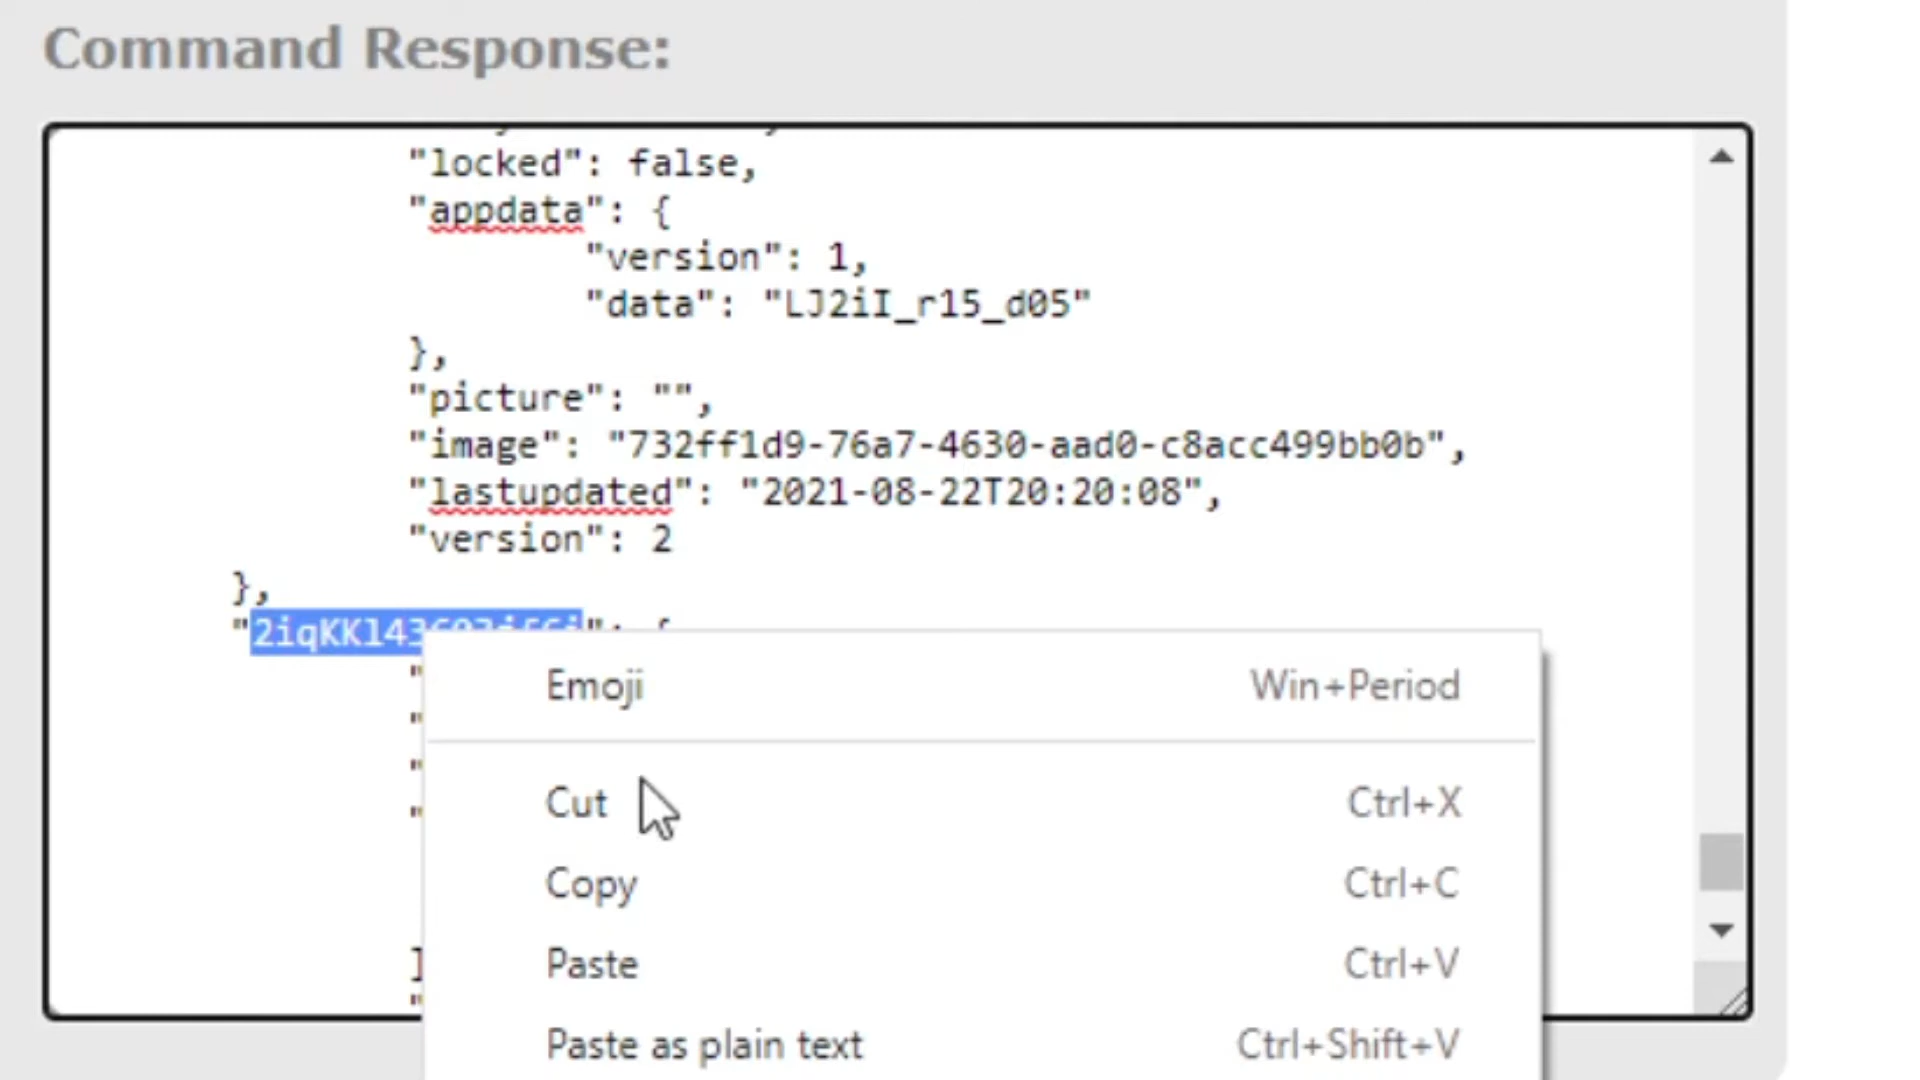 Command Response:
"locked": false,
"appdata": {
"version": 1,
"data": "LJ2iI_r15_d05"
},
"picture": "",
"image": "732ff1d9-76a7-4630-aad0-c8acc499bb0b",
"lastupdated": "2021-08-22T20:20:08",
"version": 2
},
": {
"
Emoji Win+Period
"
"
Cut Ctrl+X
"
Copy Ctrl+C
]
Paste Ctrl+V
"
Paste as plain text Ctrl+Shift+V